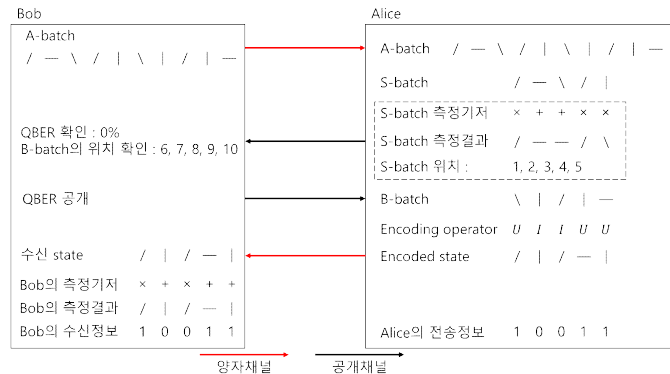 Bob
A-batch
/ — \ / | \ | / | —
QBER 확인 : 0%
B-batch의 위치 확인 : 6, 7, 8, 9, 10
QBER 공개
수신 state / | / — |
Bob의 측정기저 × + × + +
Bob의 측정결과 / | / — |
Bob의 수신정보 1 0 0 1 1
Alice
A-batch / — \ / | \ | / | —
S-batch / — \ / |
S-batch 측정기저 × + + × ×
S-batch 측정결과 / — — / \
S-batch 위치 : 1, 2, 3, 4, 5
B-batch \ | / | —
Encoding operator U I I U U
Encoded state / | / — |
Alice의 전송정보 1 0 0 1 1
양자채널
공개채널